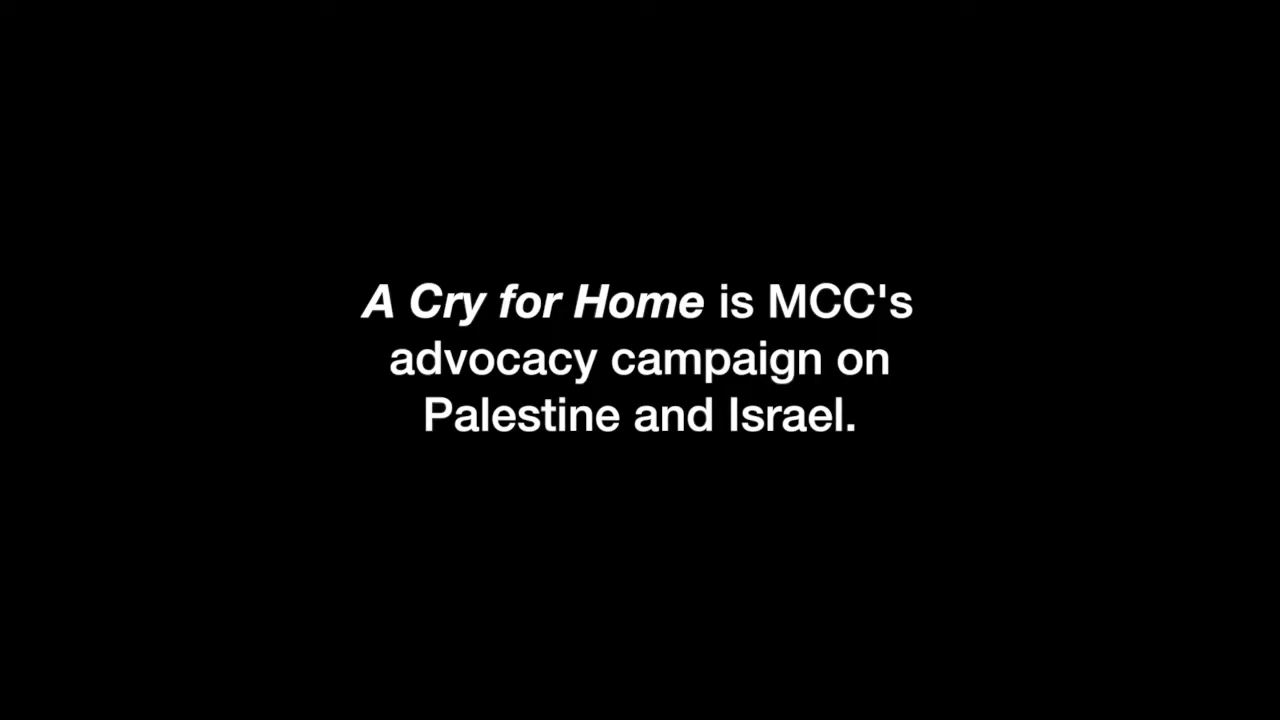 A Cry for Home is MCC's
advocacy campaign on
Palestine and Israel.